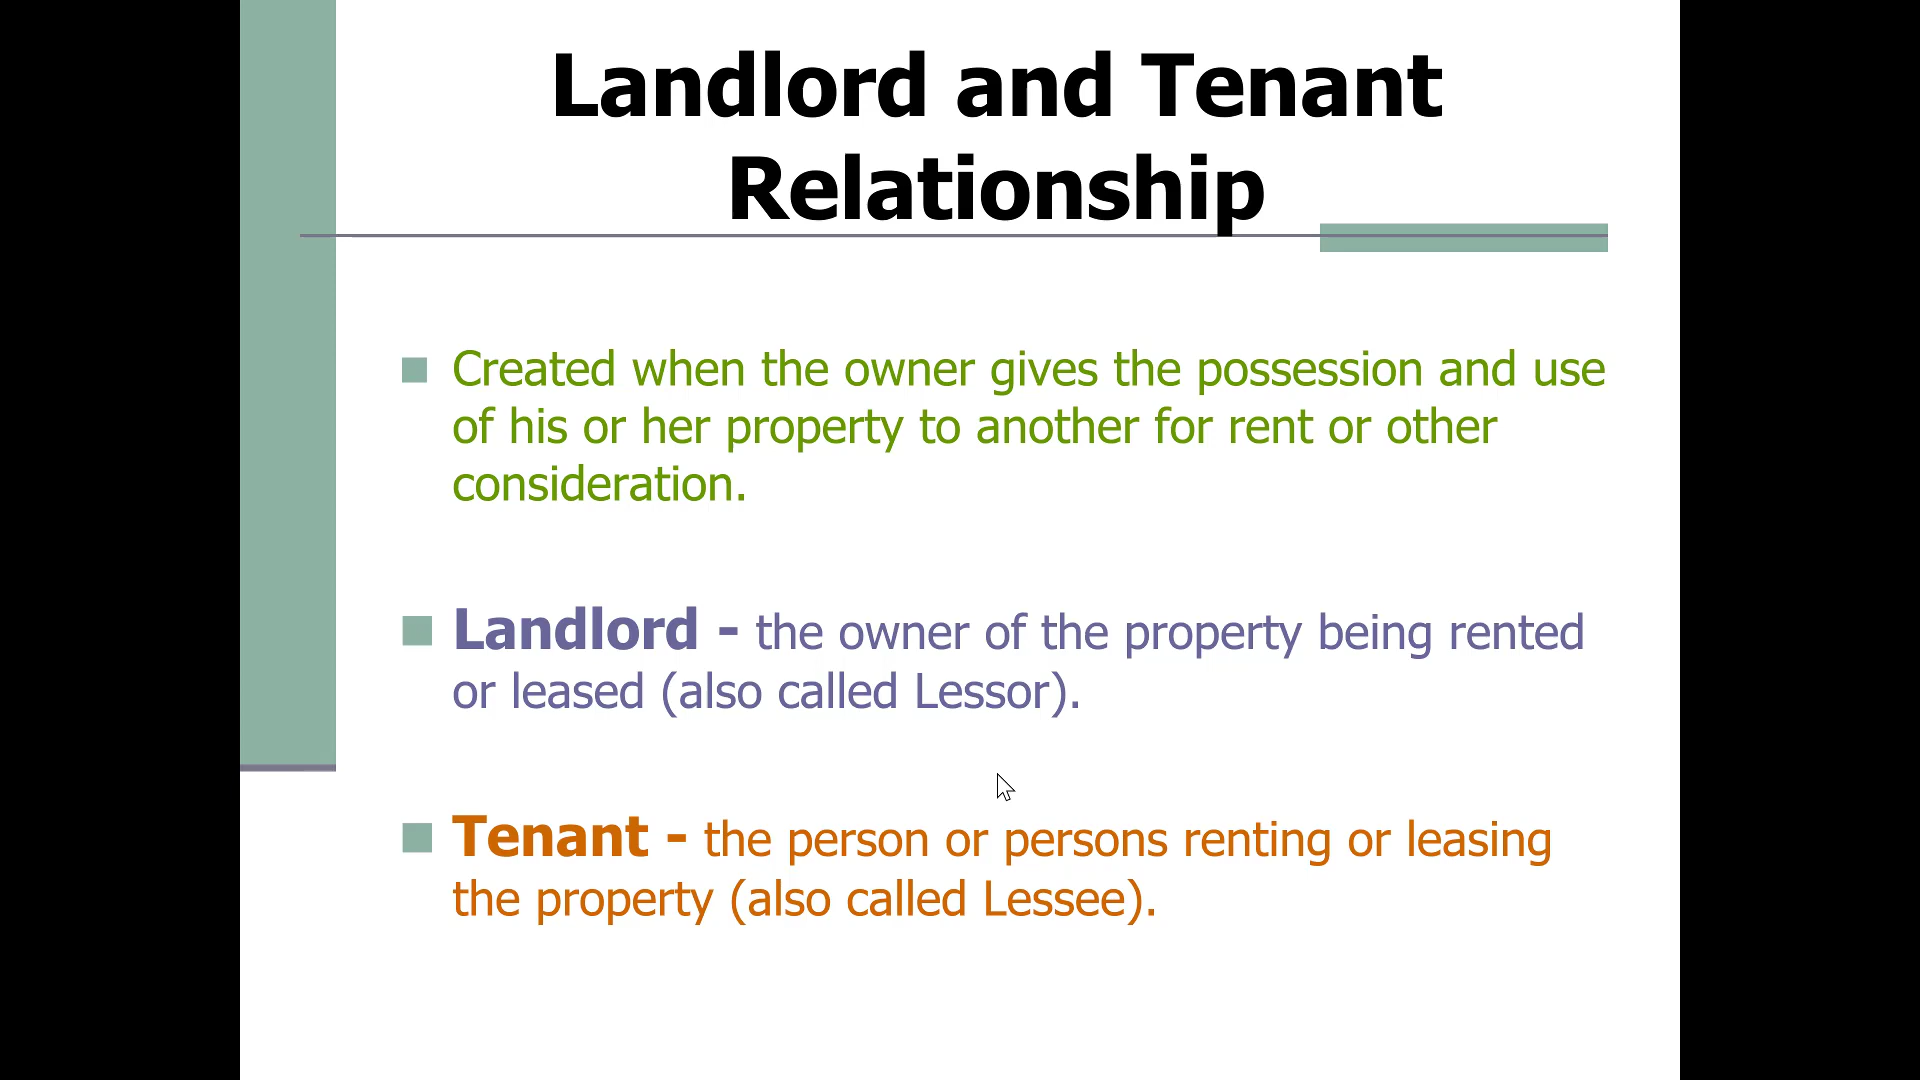 Landlord and Tenant
Relationship
Created when the owner gives the possession and use
of his or her property to another for rent or other
consideration.
Landlord - the owner of the property being rented
or leased (also called Lessor).
Tenant - the person or persons renting or leasing
the property (also called Lessee).